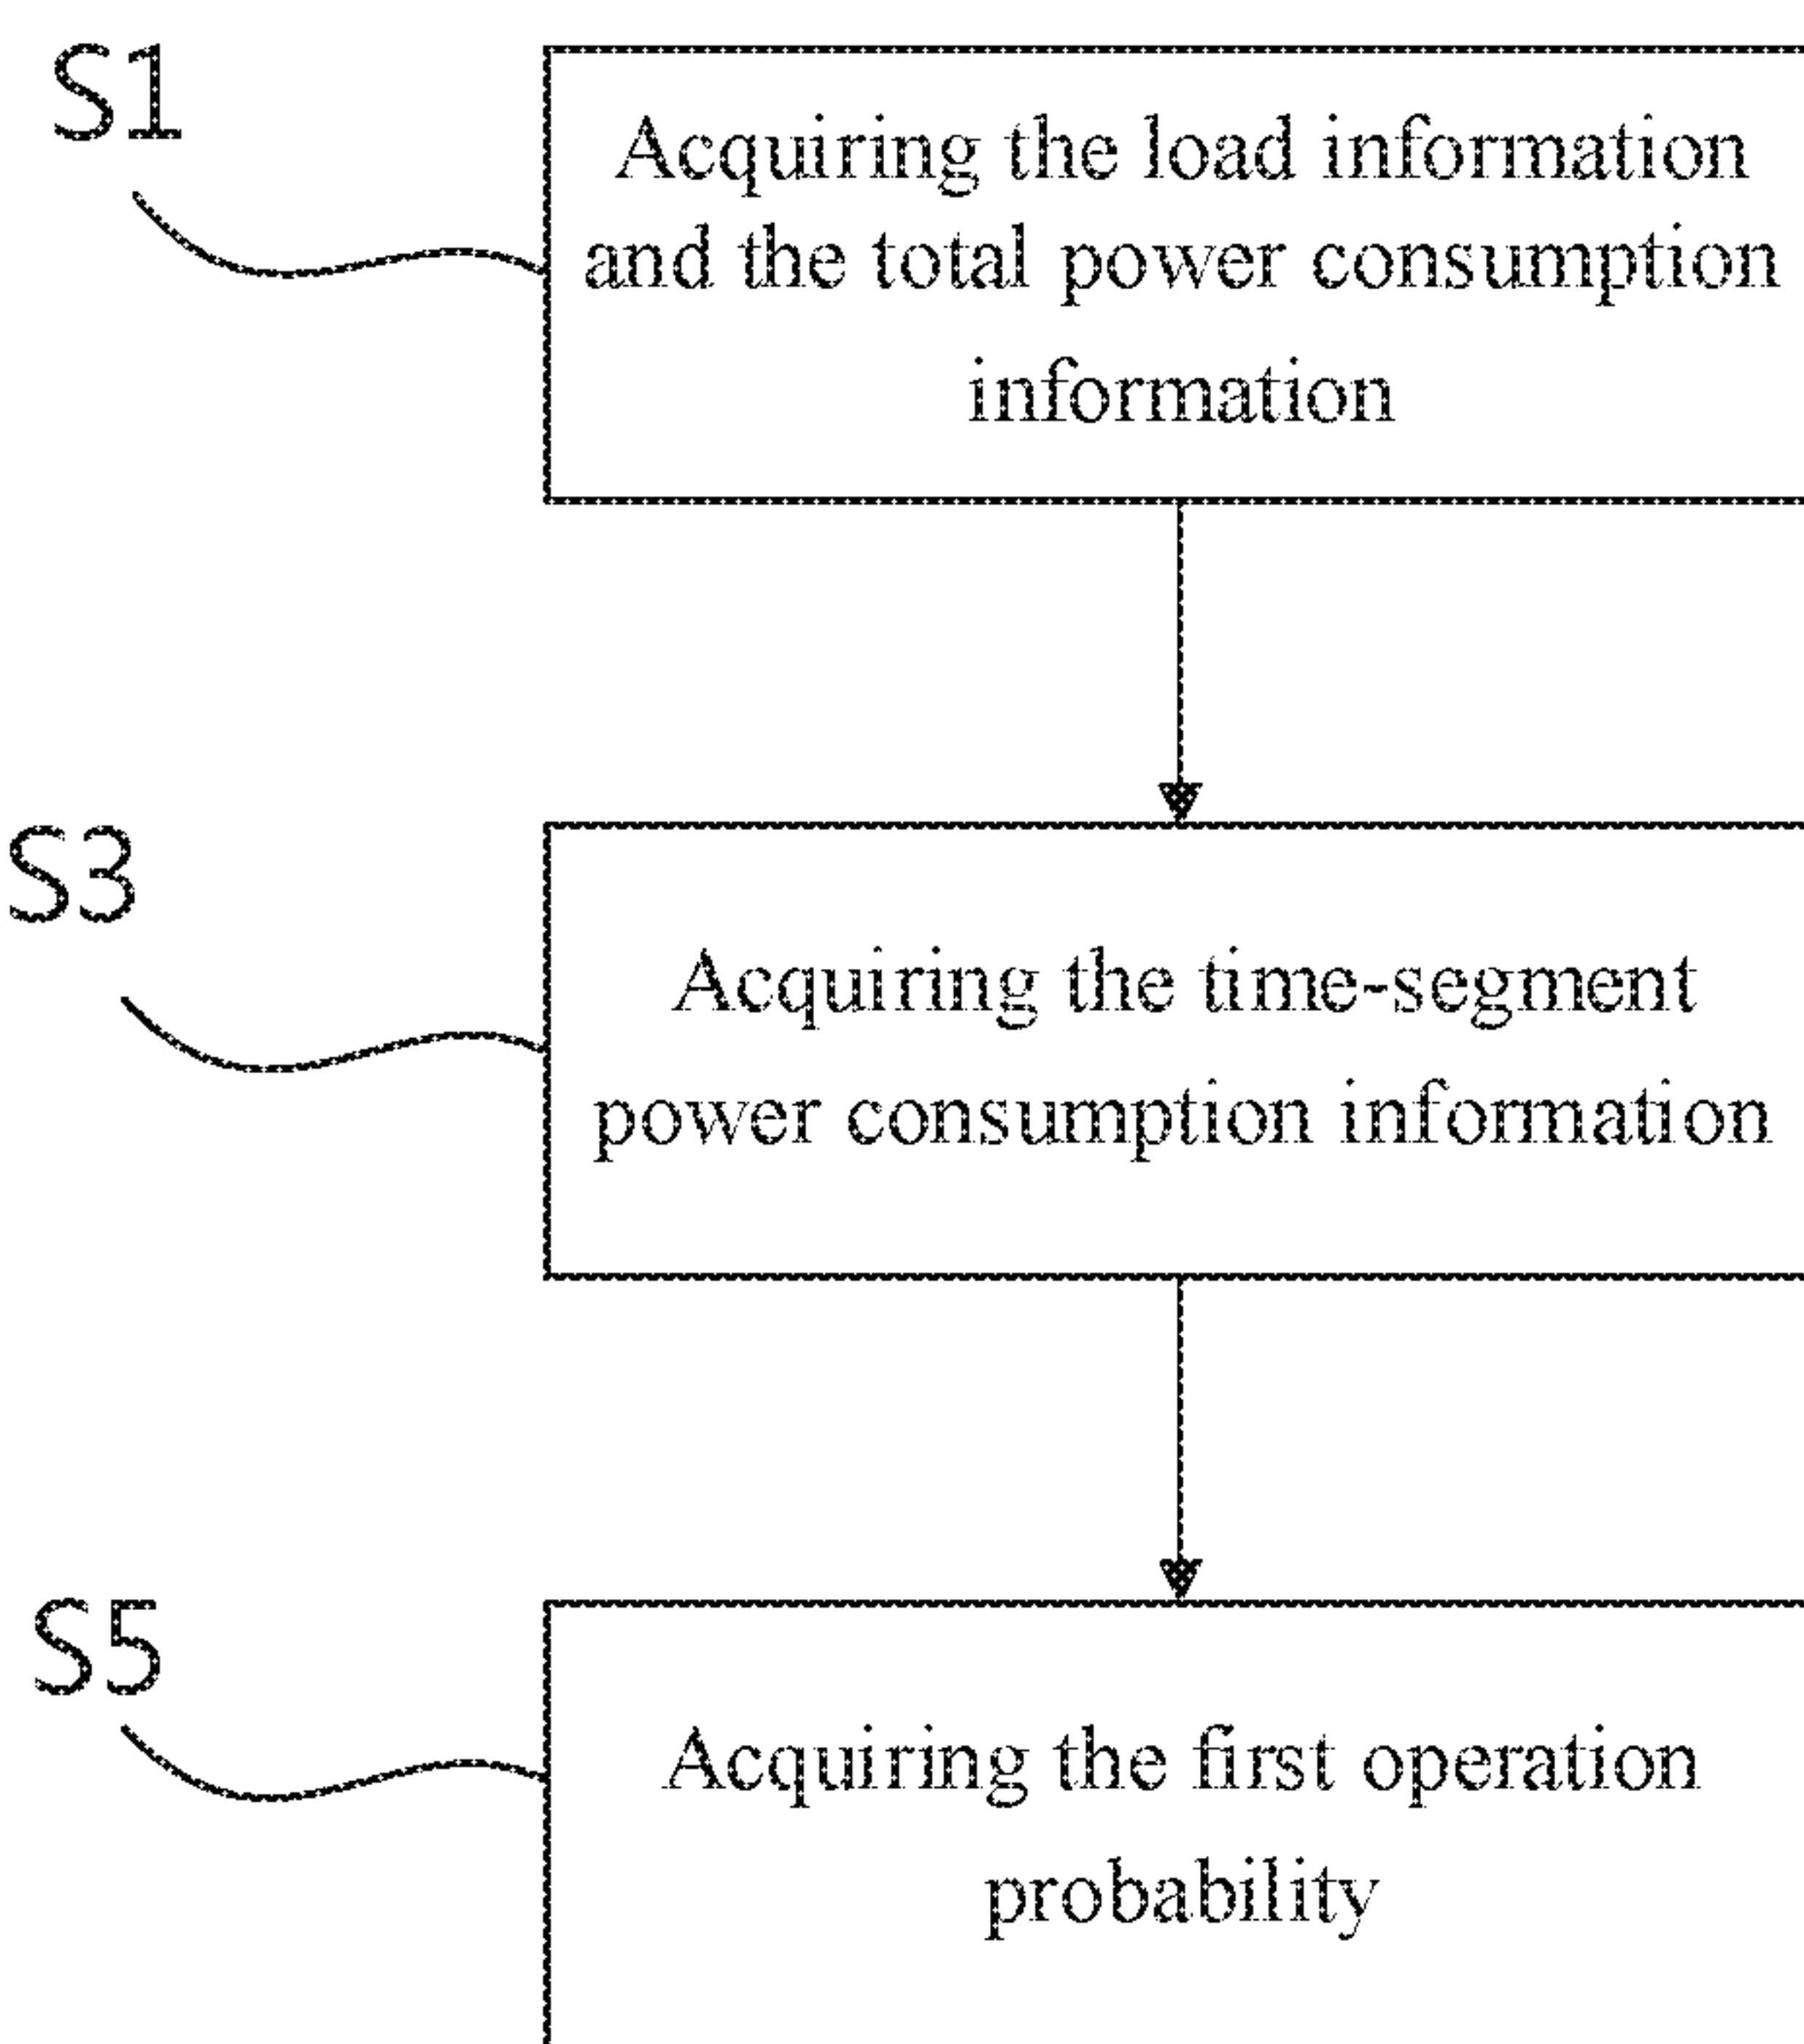 S1
Acquiring the load information
and the total power consumption
information
S3
Acquiring the time-segment
power consumption information
S5
Acquiring the first operation
probability